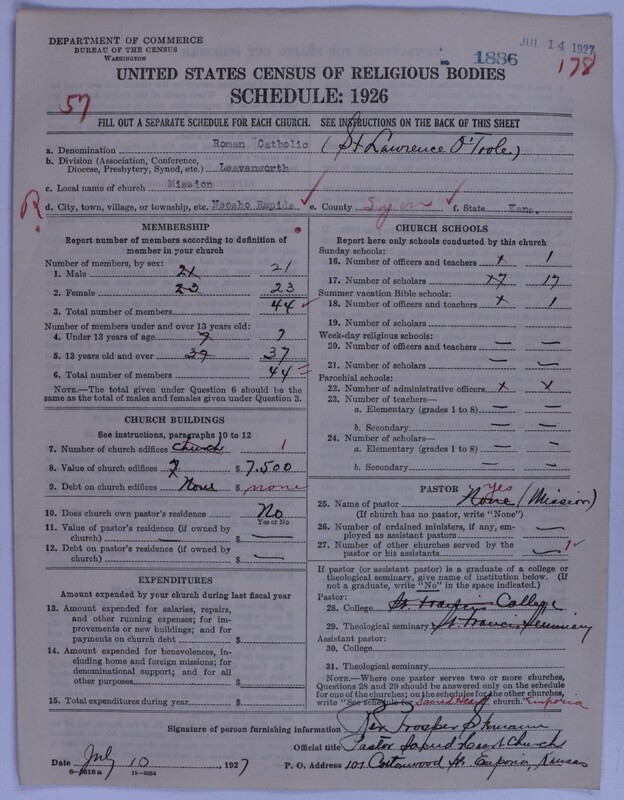 DEPARTMENT OF COMMERCE
BUREAU OF THE CENSUS
WASHINGTON
JUL 14 1927
1886
178
UNITED STATES CENSUS OF RELIGIOUS BODIES
SCHEDULE: 1926
57
FILL OUT A SEPARATE SCHEDULE FOR EACH CHURCH. SEE INSTRUCTIONS ON THE BACK OF THIS SHEET
a. Denomination Roman Catholic (St Lawrence O'Toole)
b. Division (Association, Conference, Diocese, Presbytery, Synod, etc.) Leavenworth
c. Local name of church Mission
R
d. City, town, village, or township, etc. Neosho Rapids e. County Lyon f. State Kans.
MEMBERSHIP
Report number of members according to definition of
member in your church
Number of members, by sex:
1. Male 21 21
2. Female 23 23
3. Total number of members 44
Number of members under and over 13 years old:
4. Under 13 years of age 7 7
5. 13 years old and over 37 37
6. Total number of members 44
NOTE.—The total given under Question 6 should be the
same as the total of males and females given under Question 3.
CHURCH BUILDINGS
See instructions, paragraphs 10 to 12
7. Number of church edifices church 1
8. Value of church edifices $ 7.500
9. Debt on church edifices None $ none
10. Does church own pastor's residence No
Yes or No
11. Value of pastor's residence (if owned by
church) — $ —
12. Debt on pastor's residence (if owned by
church) $ —
EXPENDITURES
Amount expended by your church during last fiscal year
13. Amount expended for salaries, repairs,
and other running expenses; for im-
provements or new buildings; and for
payments on church debt $
14. Amount expended for benevolences, in-
cluding home and foreign missions; for
denominational support; and for all
other purposes $
15. Total expenditures during year $
CHURCH SCHOOLS
Report here only schools conducted by this church
Sunday schools:
16. Number of officers and teachers x 1
17. Number of scholars 17
Summer vacation Bible schools:
18. Number of officers and teachers x 1
19. Number of scholars
Week-day religious schools:
20. Number of officers and teachers — —
21. Number of scholars — —
Parochial schools:
22. Number of administrative officers x x
23. Number of teachers—
a. Elementary (grades 1 to 8) — —
b. Secondary — —
24. Number of scholars—
a. Elementary (grades 1 to 8) — —
b. Secondary — —
PASTOR
yes
25. Name of pastor None (Mission)
(If church has no pastor, write "None")
26. Number of ordained ministers, if any, em-
ployed as assistant pastors —
27. Number of other churches served by the
pastor or his assistants — 1
If pastor (or assistant pastor) is a graduate of a college or
theological seminary, give name of institution below. (If
not a graduate, write "No" in the space indicated.)
Pastor:
28. College St. Francis College
29. Theological seminary St. Francis Seminary
Assistant pastor:
30. College
31. Theological seminary
NOTE.—Where one pastor serves two or more churches,
Questions 28 and 29 should be answered only on the schedule
for one of the churches; on the schedules for the other churches,
write "See schedule for Sacred Heart church." Emporia
Signature of person furnishing information Rev Prosper
Official title Pastor Sacred Heart Church
Date July 10, 1927 P. O. Address 101 Cottonwood St. Emporia, Kansas
8-2818 a 11-9864